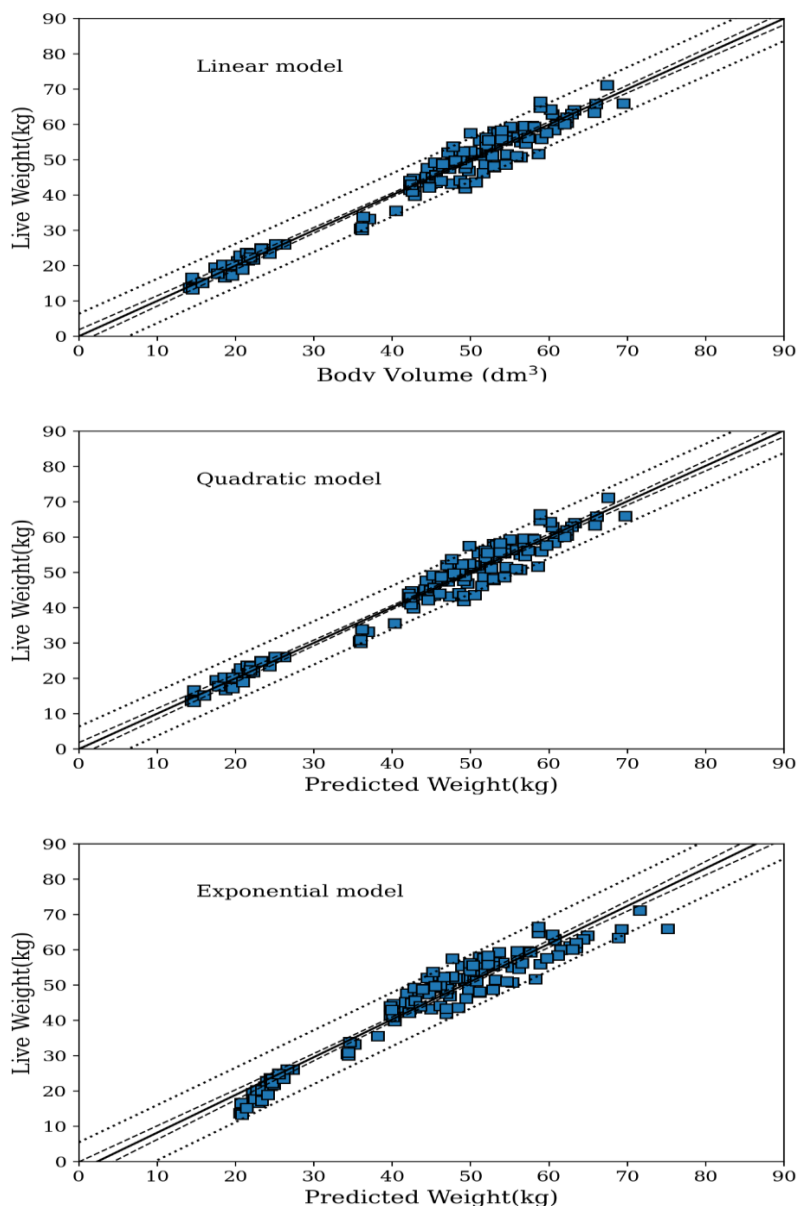 90
80
70
60
50
40
30
20
10
0
Live Weight(kg)
Linear model
0 10 20 30 40 50 60 70 80 90
Body Volume (dm³)
90
80
70
60
50
40
30
20
10
0
Live Weight(kg)
Quadratic model
0 10 20 30 40 50 60 70 80 90
Predicted Weight(kg)
90
80
70
60
50
40
30
20
10
0
Live Weight(kg)
Exponential model
0 10 20 30 40 50 60 70 80 90
Predicted Weight(kg)